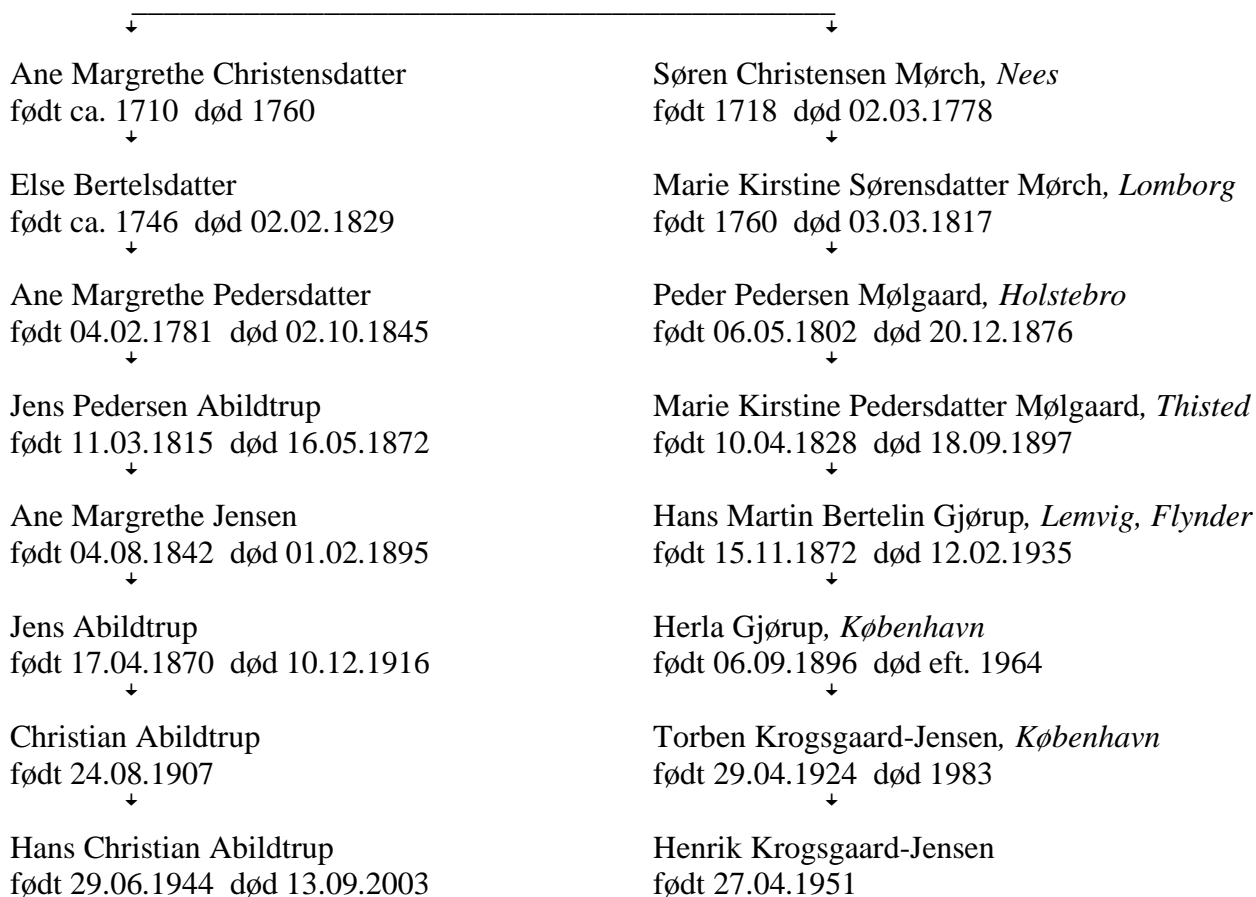 Ane Margrethe Christensdatter
født ca. 1710 død 1760
Else Bertelsdatter
født ca. 1746 død 02.02.1829
Ane Margrethe Pedersdatter
født 04.02.1781 død 02.10.1845
Jens Pedersen Abildtrup
født 11.03.1815 død 16.05.1872
Ane Margrethe Jensen
født 04.08.1842 død 01.02.1895
Jens Abildtrup
født 17.04.1870 død 10.12.1916
Christian Abildtrup
født 24.08.1907
Hans Christian Abildtrup
født 29.06.1944 død 13.09.2003
Søren Christensen Mørch, Nees
født 1718 død 02.03.1778
Marie Kirstine Sørensdatter Mørch, Lomborg
født 1760 død 03.03.1817
Peder Pedersen Mølgaard, Holstebro
født 06.05.1802 død 20.12.1876
Marie Kirstine Pedersdatter Mølgaard, Thisted
født 10.04.1828 død 18.09.1897
Hans Martin Bertelin Gjørup, Lemvig, Flynder
født 15.11.1872 død 12.02.1935
Herla Gjørup, København
født 06.09.1896 død eft. 1964
Torben Krogsgaard-Jensen, København
født 29.04.1924 død 1983
Henrik Krogsgaard-Jensen
født 27.04.1951